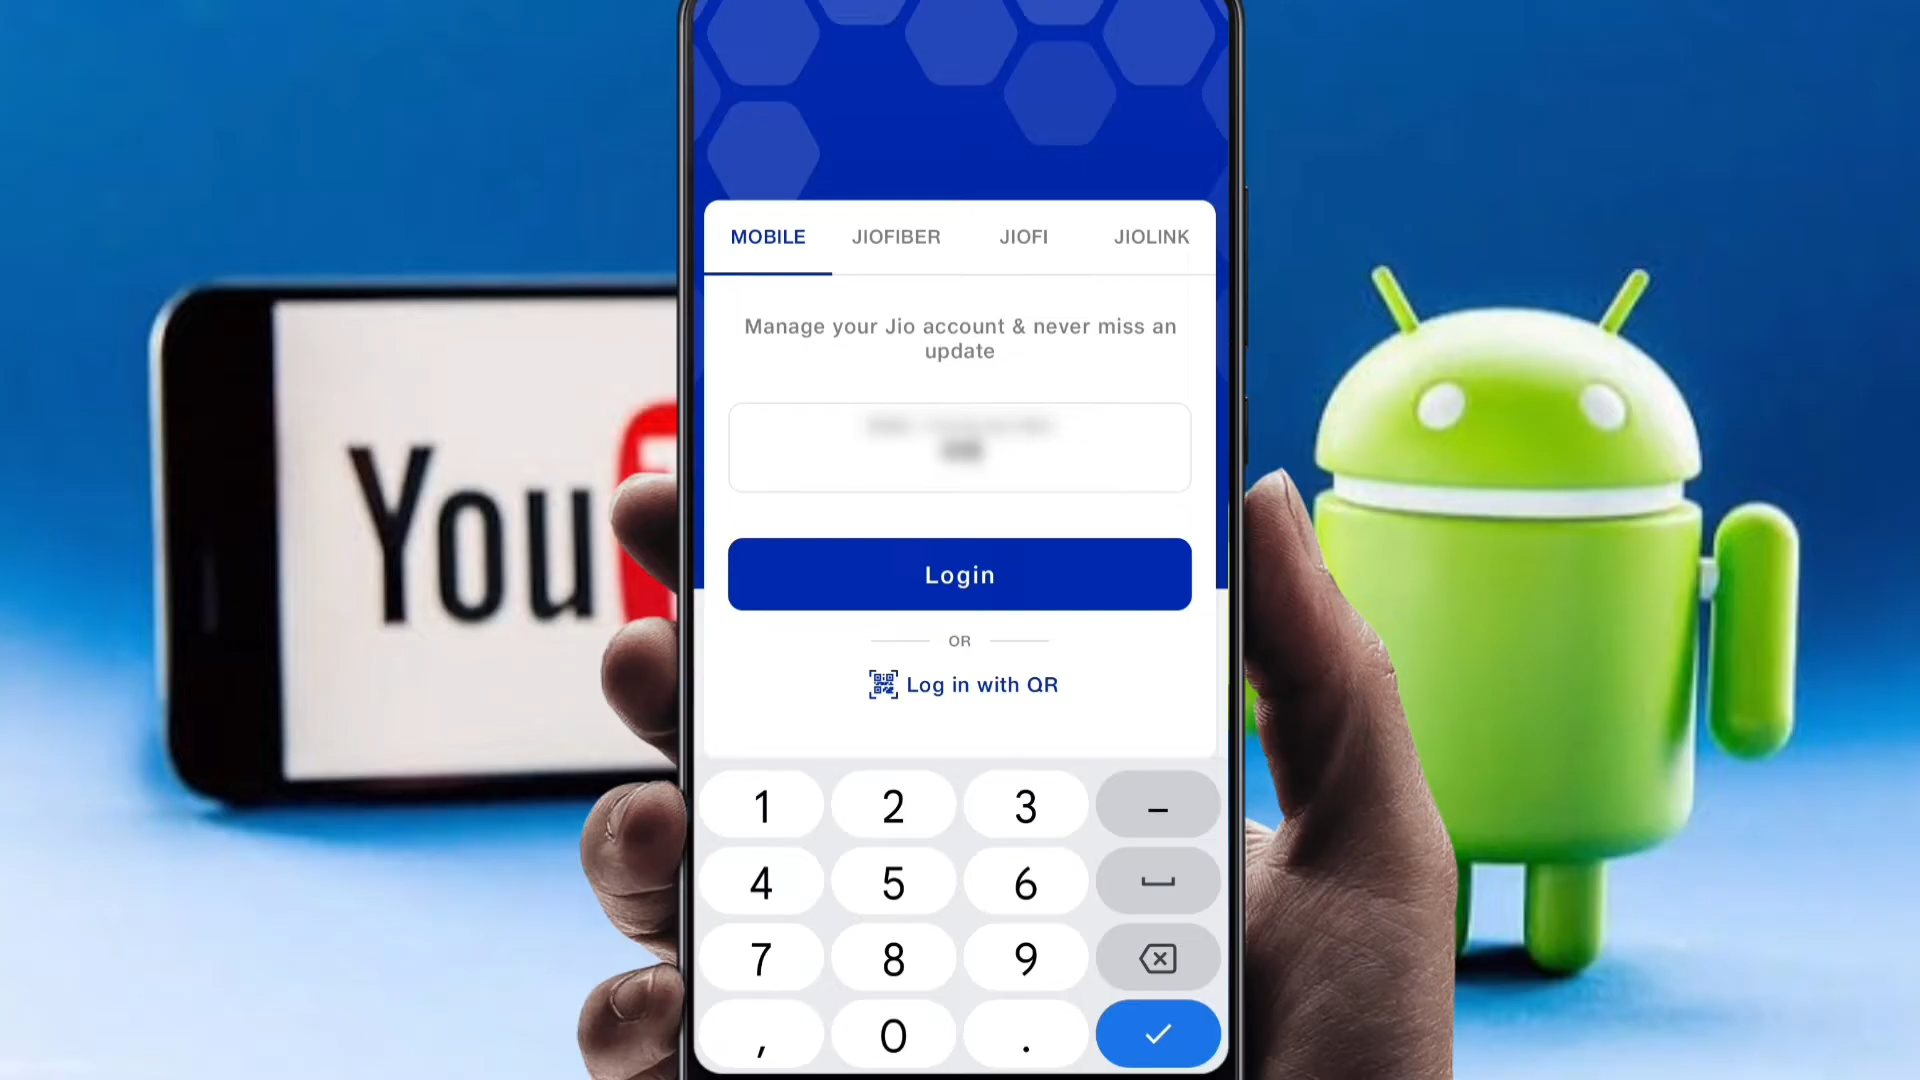 MOBILE JIOFIBER JIOFI JIOLINK
Manage your Jio account & never miss an
update
You
Login
OR
Log in with QR
1 2 3 –
4 5 6
7 8 9
, 0 .